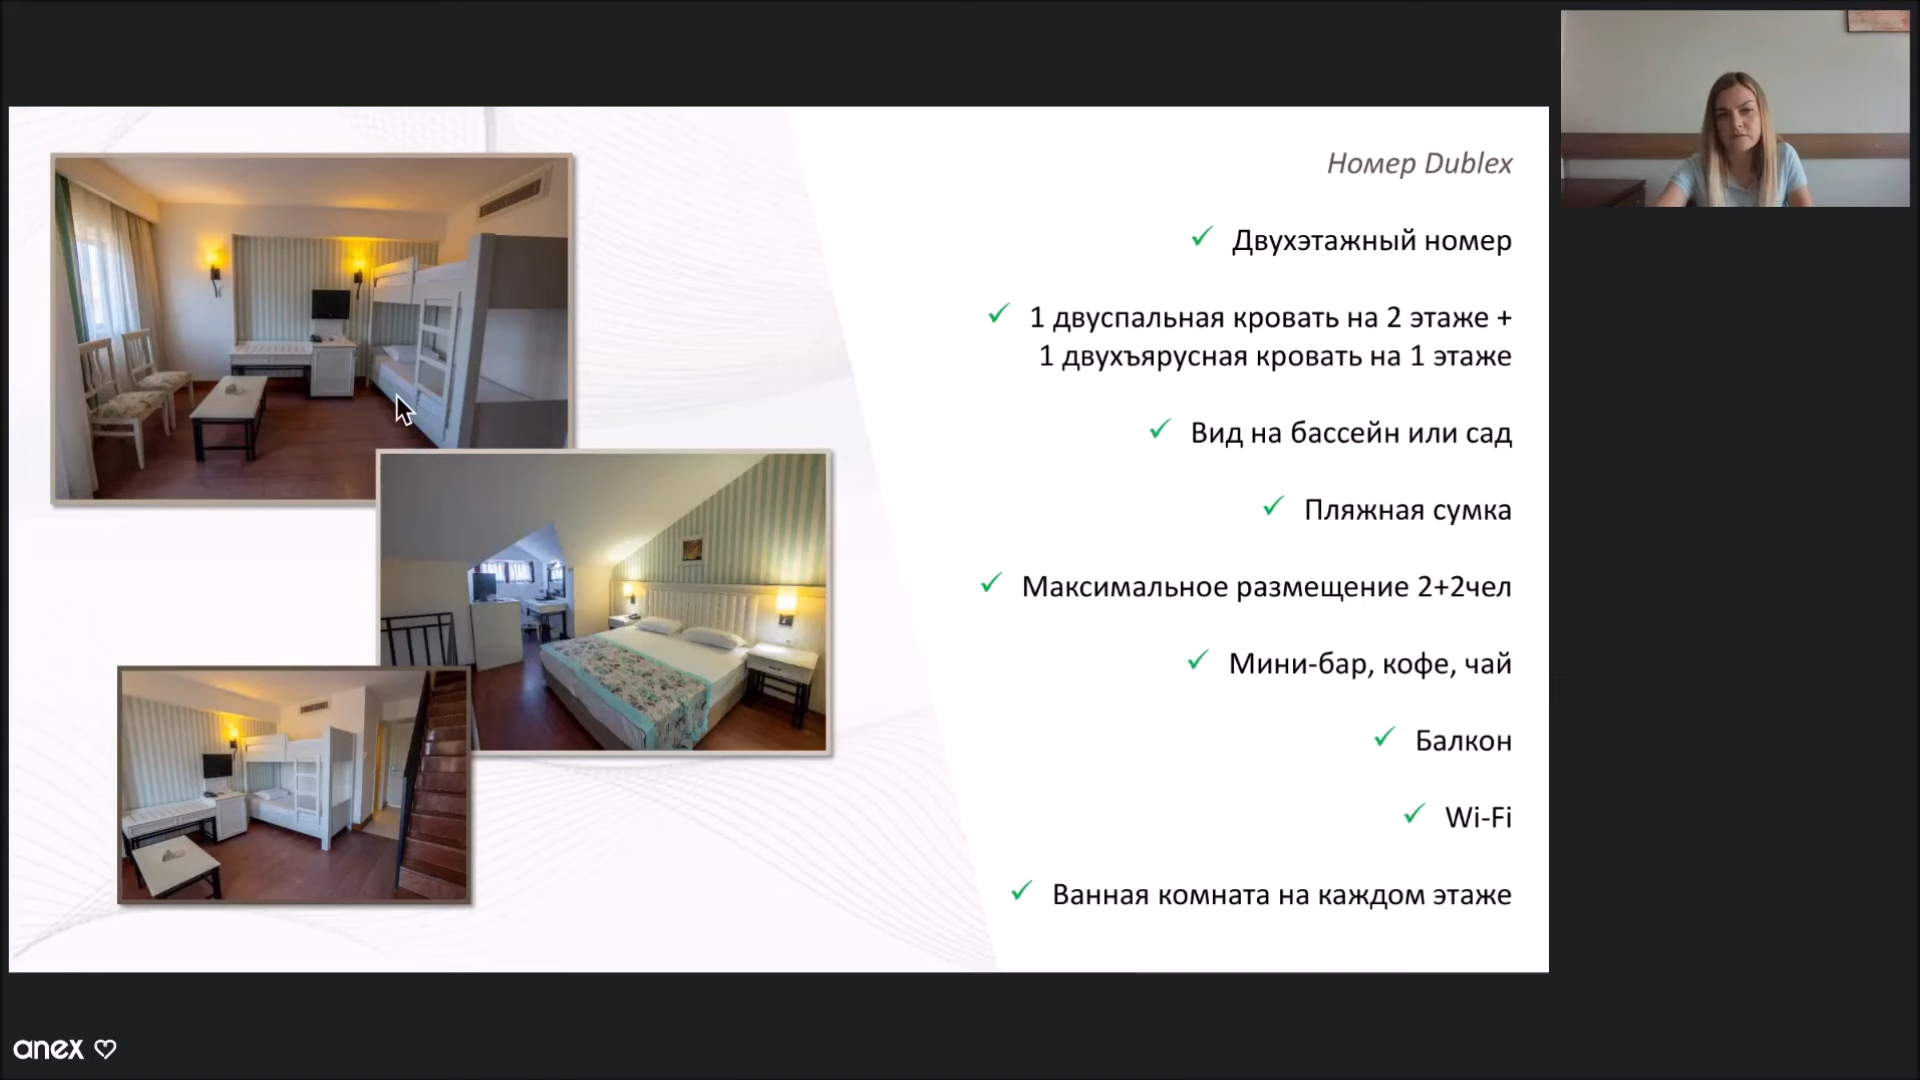 Номер Dublex
Двухэтажный номер
1 двуспальная кровать на 2 этаже +
1 двухъярусная кровать на 1 этаже
Вид на бассейн или сад
Пляжная сумка
Максимальное размещение 2+2чел
Мини-бар, кофе, чай
Балкон
Wi-Fi
Ванная комната на каждом этаже
anex